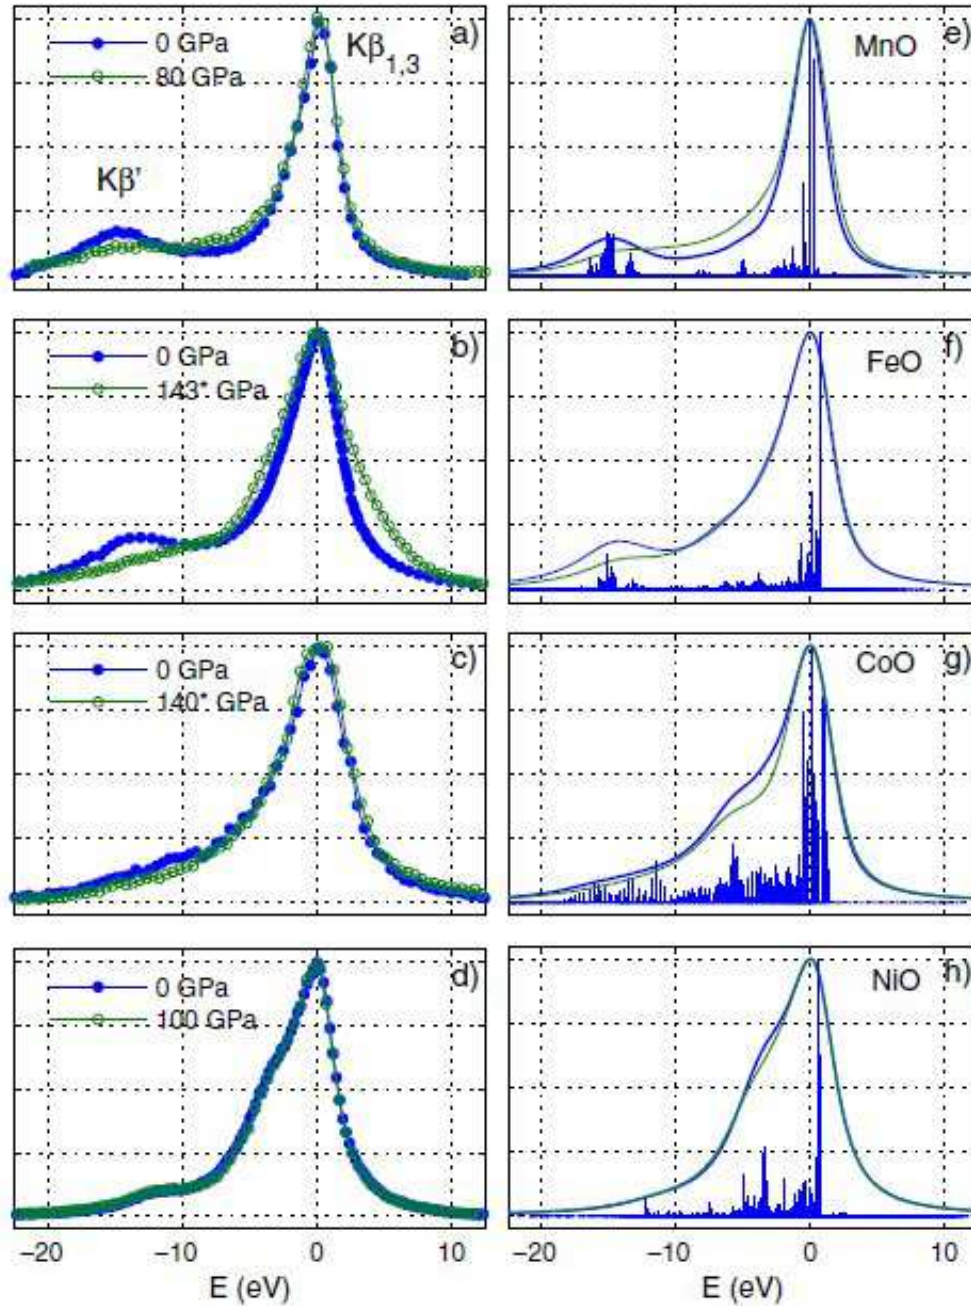 0 GPa
80 GPa
Kβ1,3
Kβ'
a)
MnO
e)
0 GPa
143* GPa
b)
FeO
f)
0 GPa
140* GPa
c)
CoO
g)
0 GPa
100 GPa
d)
NiO
h)
−20 −10 0 10
−20 −10 0 10
E (eV)
E (eV)